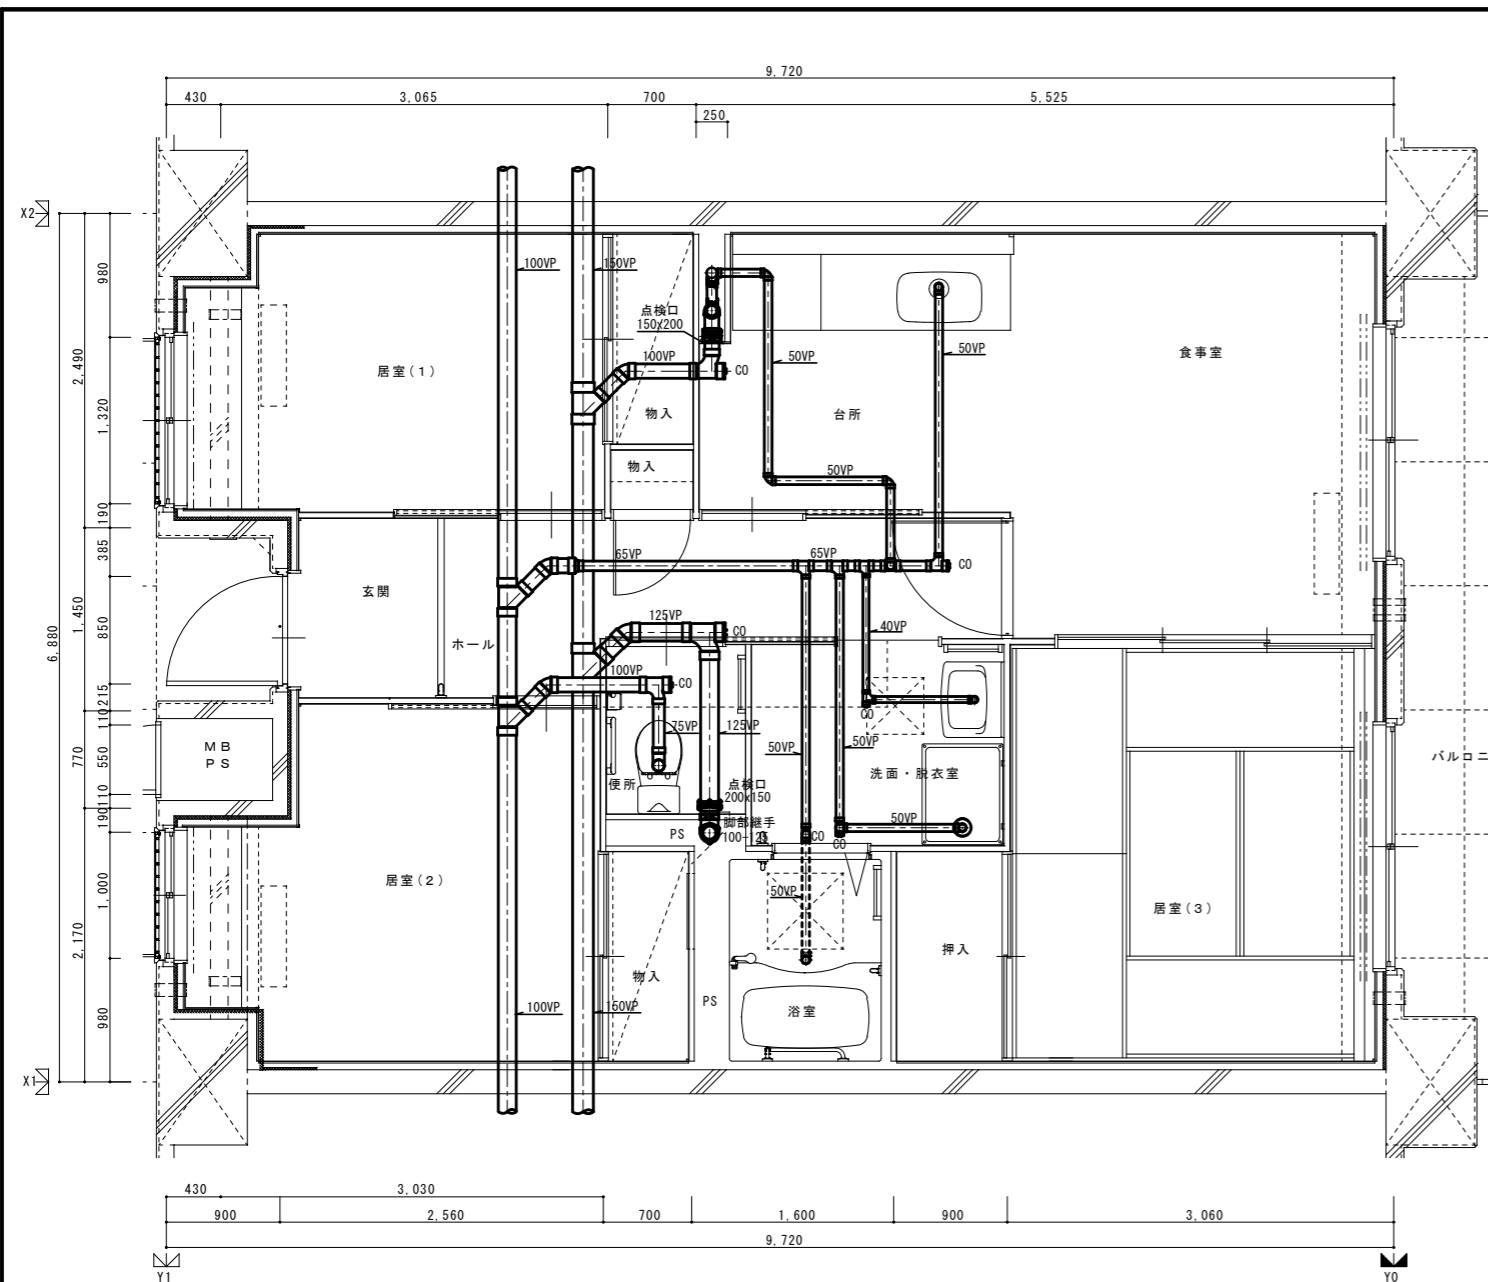 9,720
430
3,065
700
5,525
250
X2
100VP
150VP
980
点検口
150x200
100VP
CO
50VP
50VP
食事室
居室(1)
2,490
1,320
物入
台所
物入
50VP
190
385
65VP
65VP
CO
玄関
1,450
850
6,880
125VP
CO
40VP
ホール
100VP
CO
215
110
CO
75VP
125VP
50VP
50VP
MB
PS
770
550
バルコニ
洗面・脱衣室
便所
点検口
200x150
110
190
脚部継手
100-125
50VP
PS
CO
CO
居室(2)
1,000
50VP
居室(3)
2,170
押入
物入
100VP
150VP
PS
浴室
980
X1
430
3,030
900
2,560
700
1,600
900
3,060
9,720
Y1
Y0